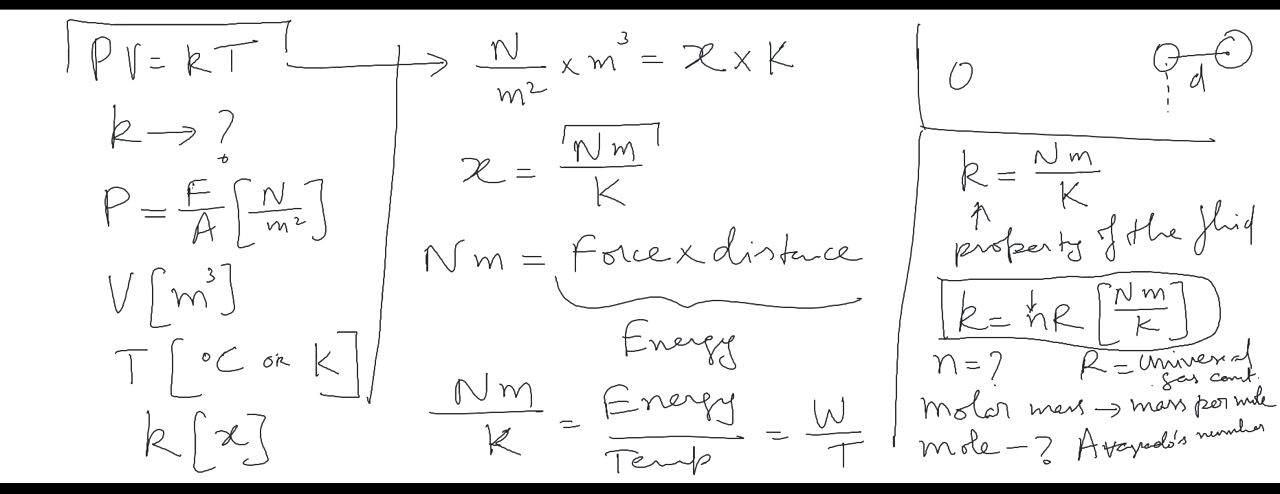 PV = kT
k → ?
P = F/A [N/m²]
V [m³]
T [°C OR K]
k [x]
N/m² × m³ = x × K
x = Nm/K
Nm = Force × distance
Energy
Nm/K = Energy/Temp = W/T
O
d
k = Nm/K
property of the fluid
k = nR [Nm/K]
n = ? R = Universal
gas const.
molar mass → mass per mole
mole – ? Avogado's number